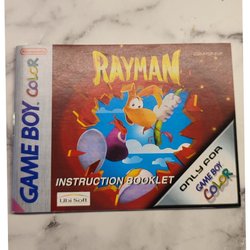 GAME BOY COLOR
RAYMAN
INSTRUCTION BOOKLET
Ubi Soft
ONLY FOR
GAME BOY
COLOR